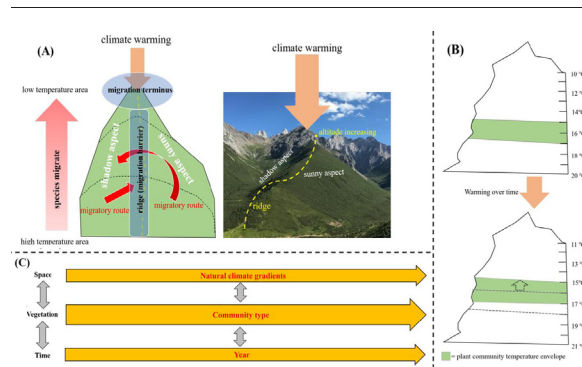 (A)
climate warming
migration terminus
low temperature area
species migrate
high temperature area
shadow aspect
sunny aspect
ridge (migration barrier)
migratory route
migratory route
climate warming
altitude increasing
shadow aspect
sunny aspect
ridge
(B)
10 °C
12 °C
14 °C
16 °C
18 °C
20 °C
Warming over time
11 °C
13 °C
15 °C
17 °C
19 °C
21 °C
= plant community temperature envelope
(C)
Space
Natural climate gradients
Vegetation
Community type
Time
Year